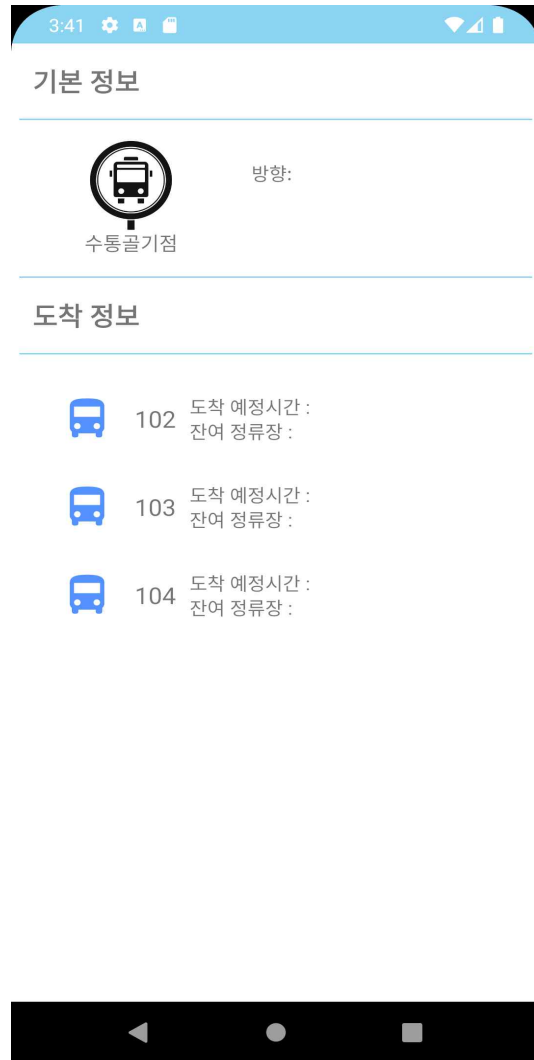 3:41
기본 정보
방향:
수통골기점
도착 정보
102
도착 예정시간 :
잔여 정류장 :
103
도착 예정시간 :
잔여 정류장 :
104
도착 예정시간 :
잔여 정류장 :